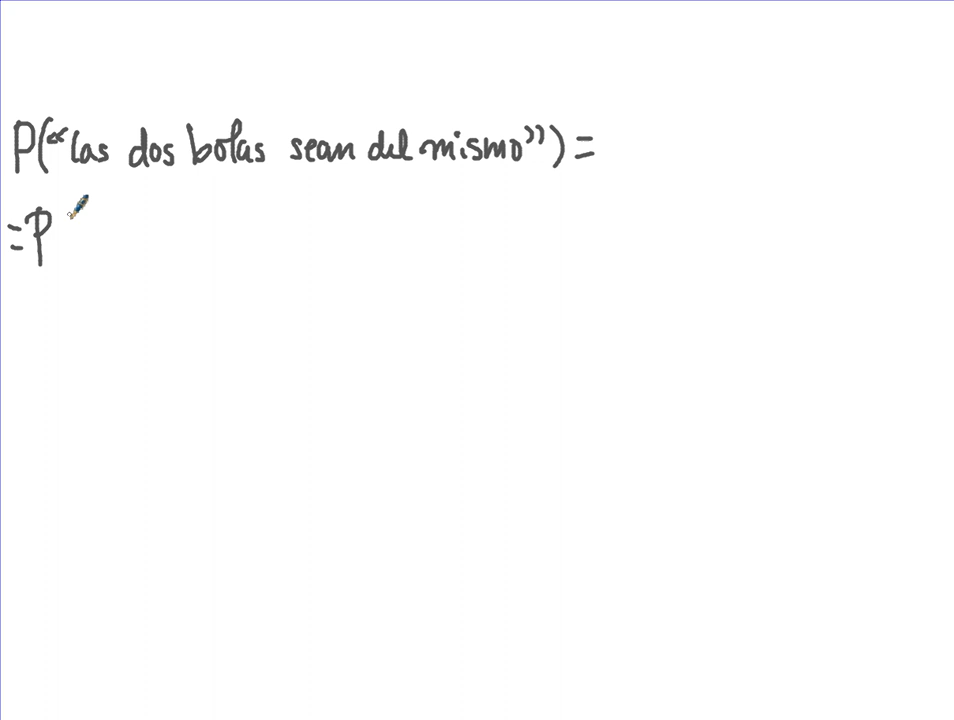 P(“las dos bolas sean del mismo”) =
= P